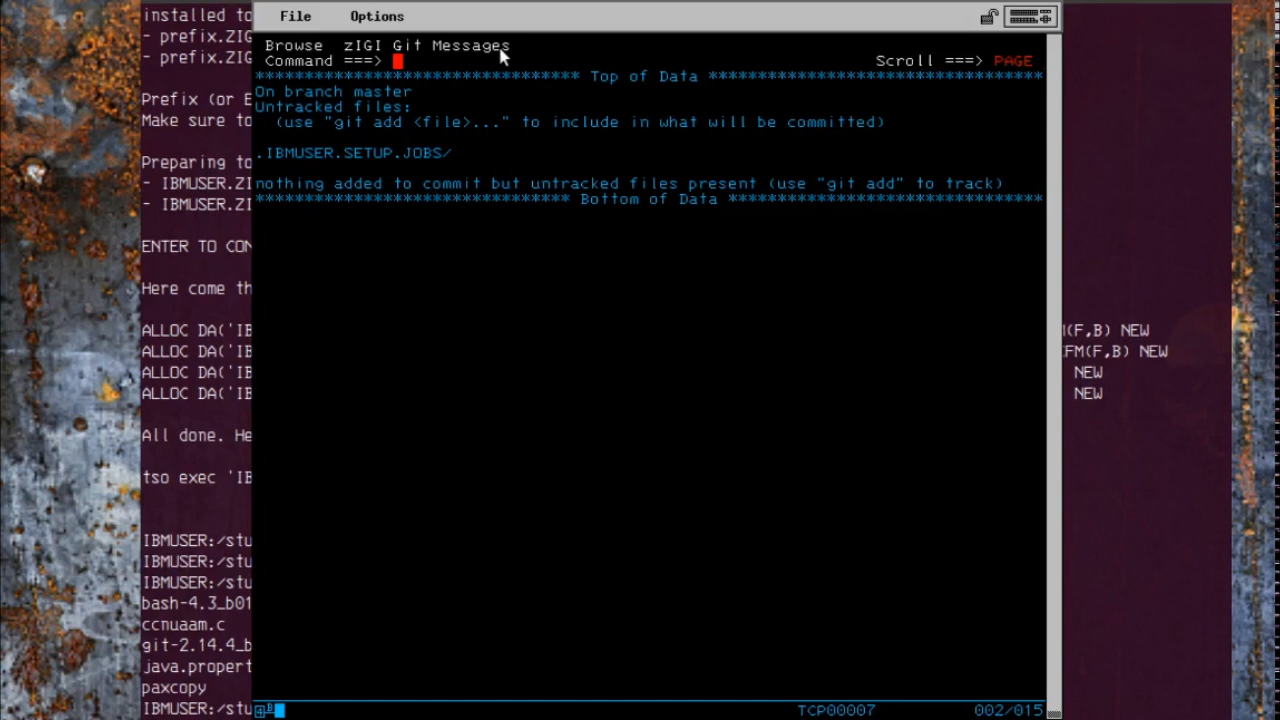 File Options
Browse zIGI Git Messages
Command ===> Scroll ===> PAGE
******************************** Top of Data *********************************
On branch master
Untracked files:
(use "git add <file>..." to include in what will be committed)
.IBMUSER.SETUP.JOBS/
nothing added to commit but untracked files present (use "git add" to track)
******************************* Bottom of Data *******************************
TCP00007 002/015
installed to
- prefix.ZIG
- prefix.ZIG
Prefix (or E
Make sure to
Preparing to
- IBMUSER.ZI
- IBMUSER.ZI
ENTER TO CON
Here come th
ALLOC DA('IB (F,B) NEW
ALLOC DA('IB FM(F,B) NEW
ALLOC DA('IB NEW
ALLOC DA('IB NEW
All done. He
tso exec 'IB
IBMUSER:/stu
IBMUSER:/stu
IBMUSER:/stu
bash-4.3_b01
ccnuaam.c
git-2.14.4_b
java.propert
paxcopy
IBMUSER:/stu